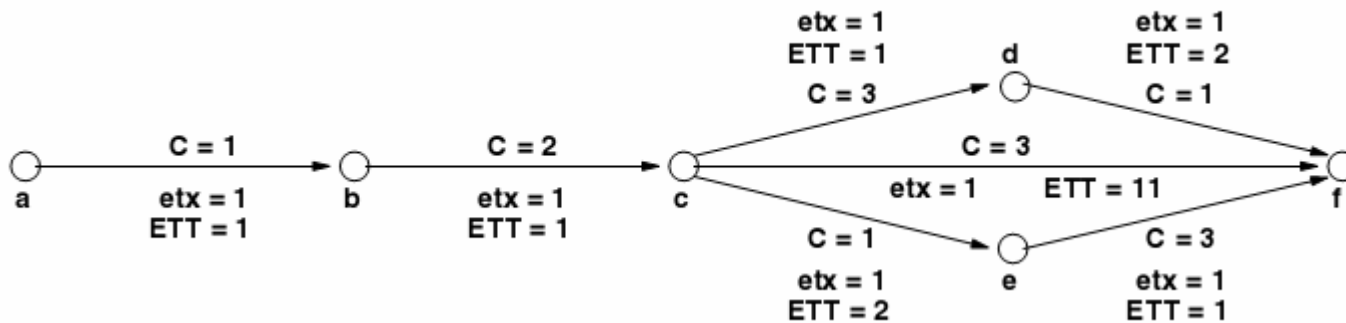 etx = 1
ETT = 1
d
etx = 1
ETT = 2
C = 3
C = 1
C = 1
C = 2
C = 3
a
etx = 1
ETT = 1
b
etx = 1
ETT = 1
c
etx = 1
ETT = 11
f
C = 1
C = 3
etx = 1
ETT = 2
e
etx = 1
ETT = 1